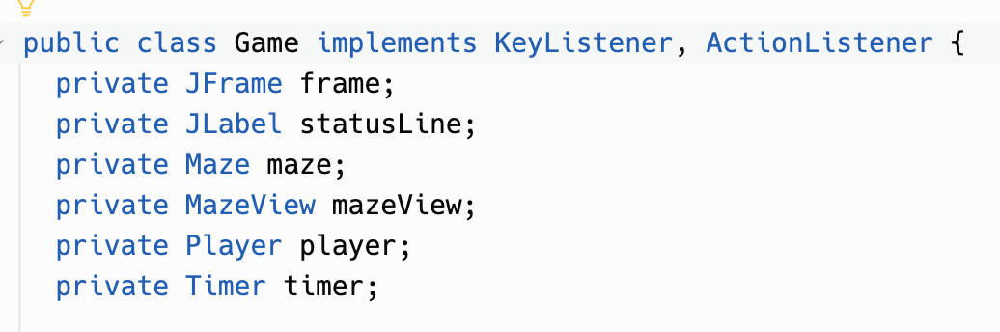 public class Game implements KeyListener, ActionListener {
private JFrame frame;
private JLabel statusLine;
private Maze maze;
private MazeView mazeView;
private Player player;
private Timer timer;